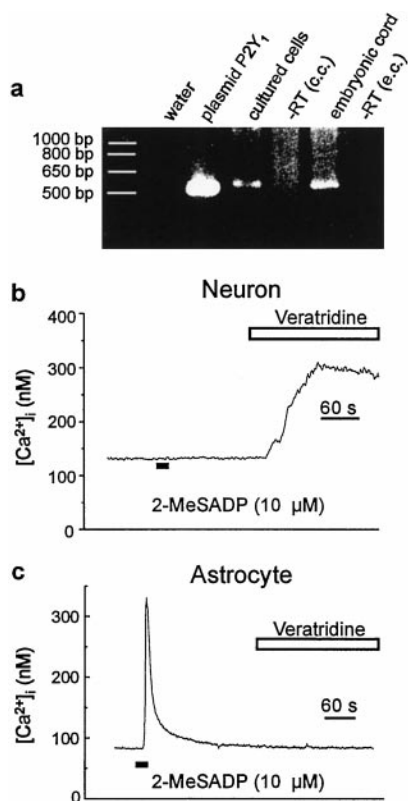 a
water
plasmid P2Y1
cultured cells
-RT (c.c.)
embryonic cord
-RT (e.c.)
1000 bp
800 bp
650 bp
500 bp
b
Neuron
400
300
200
100
0
[Ca2+]i (nM)
Veratridine
60 s
2-MeSADP (10 µM)
c
Astrocyte
300
200
100
0
[Ca2+]i (nM)
Veratridine
60 s
2-MeSADP (10 µM)